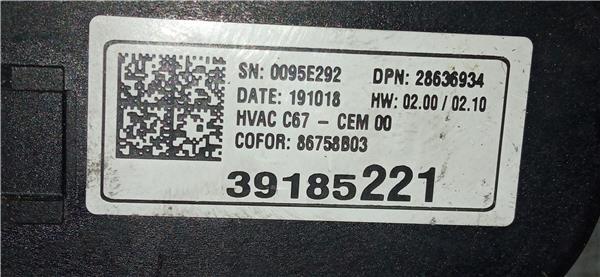 SN: 0095E292 DPN: 28636934
DATE: 191018 HW: 02.00 / 02.10
HVAC C67 - CEM 00
COFOR: 86758B03
39185221